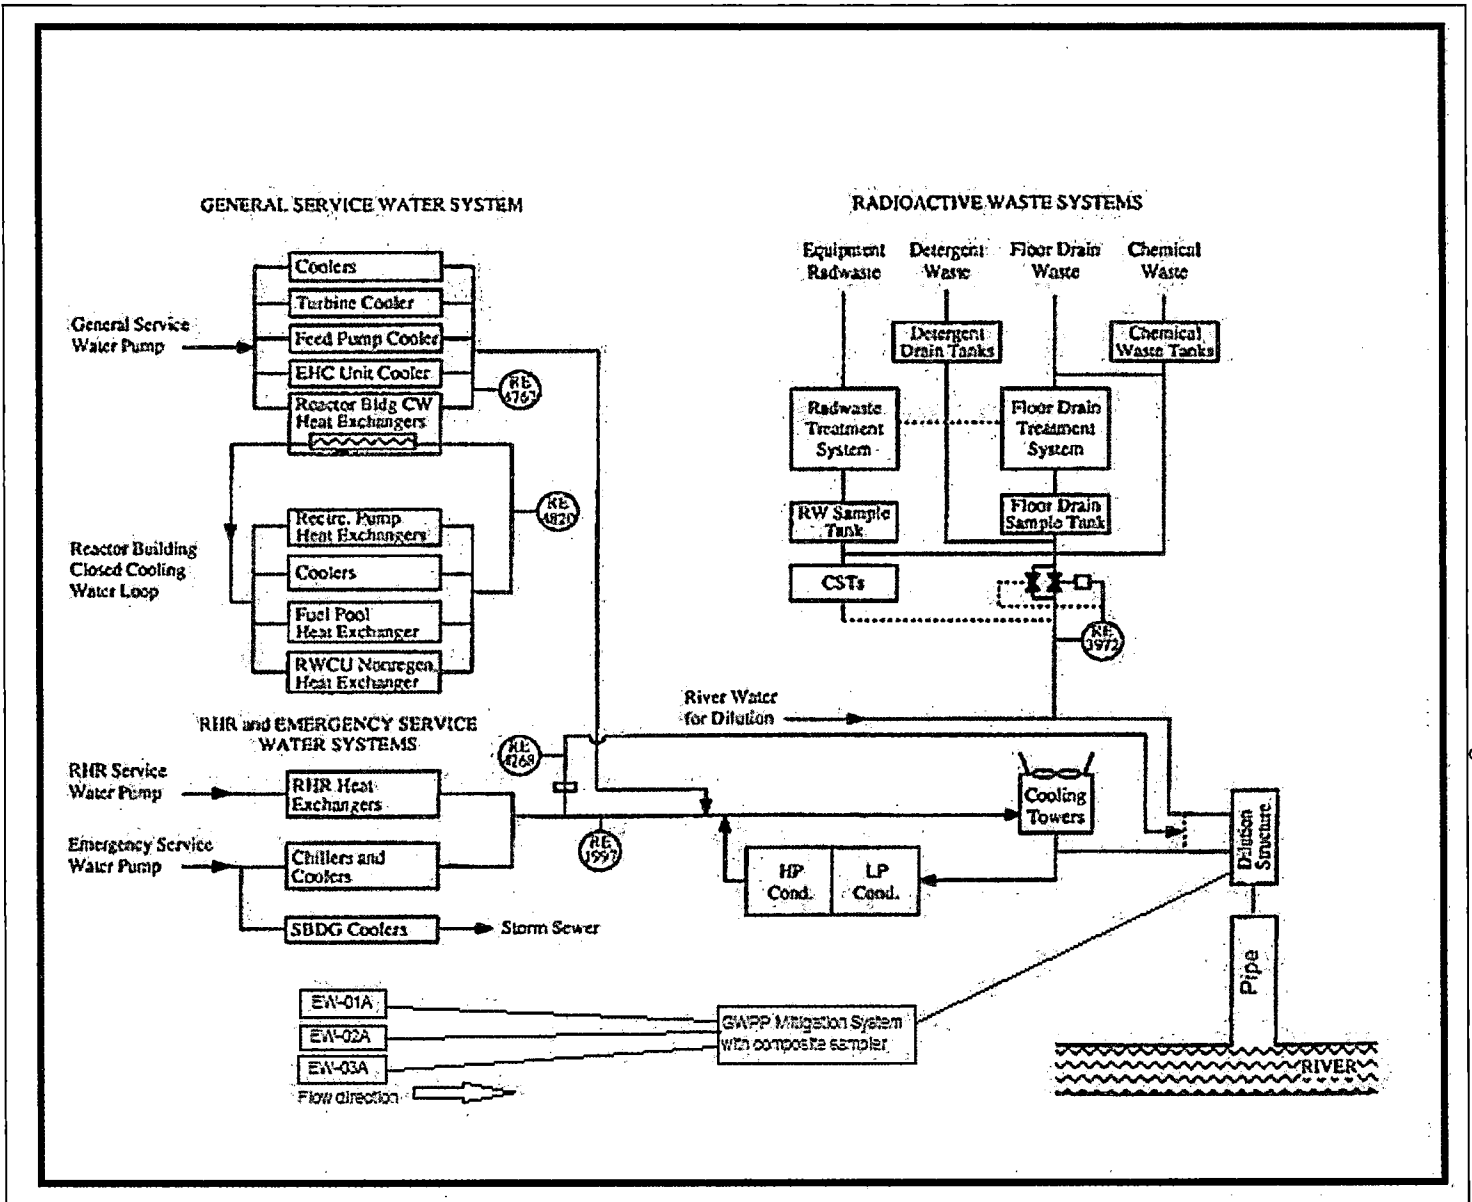 GENERAL SERVICE WATER SYSTEM
Coolers
Turbine Cooler
General Service
Water Pump
Feed Pump Cooler
EHC Unit Cooler
RE
4767
Reactor Bldg CW
Heat Exchangers
RE
4820
Recirc. Pump
Heat Exchangers
Reactor Building
Closed Cooling
Water Loop
Coolers
Fuel Pool
Heat Exchanger
RWCU Nonregen.
Heat Exchanger
RHR and EMERGENCY SERVICE
WATER SYSTEMS
RE
4268
RHR Service
Water Pump
RHR Heat
Exchangers
Emergency Service
Water Pump
Chillers and
Coolers
RE
1997
SBDG Coolers
Storm Sewer
EW-01A
EW-02A
EW-03A
Flow direction
GWPP Mitigation System
with composite sampler
RADIOACTIVE WASTE SYSTEMS
Equipment
Radwaste
Detergent
Waste
Floor Drain
Waste
Chemical
Waste
Detergent
Drain Tanks
Chemical
Waste Tanks
Radwaste
Treatment
System
Floor Drain
Treatment
System
RW Sample
Tank
Floor Drain
Sample Tank
CSTs
RE
3972
River Water
for Dilution
Cooling
Towers
HP
Cond.
LP
Cond.
Dilution
Structure
Pipe
RIVER